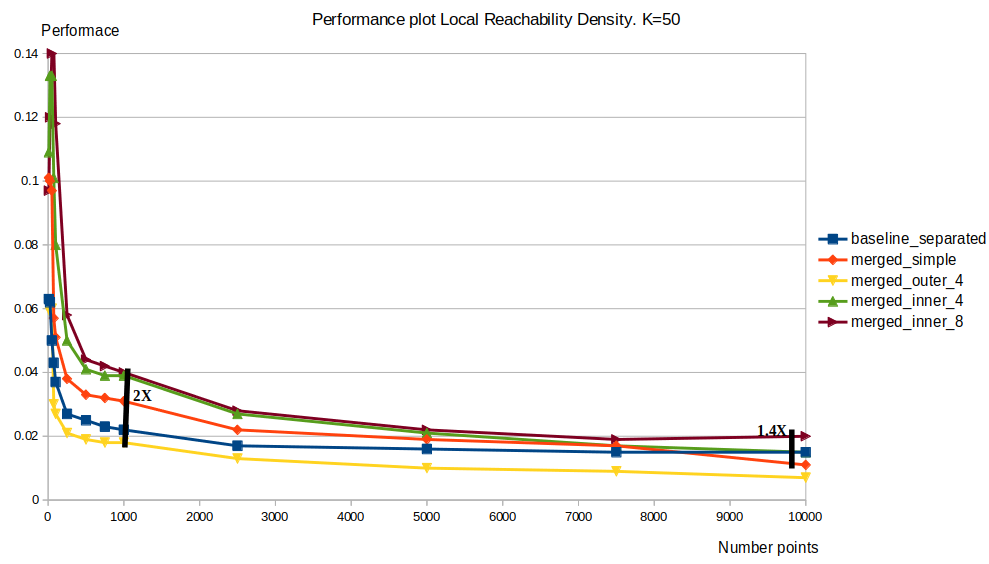 Performance plot Local Reachability Density. K=50
Performace
0.14
0.12
0.1
0.08
0.06
0.04
0.02
0
2X
1.4X
0 1000 2000 3000 4000 5000 6000 7000 8000 9000 10000
Number points
baseline_separated
merged_simple
merged_outer_4
merged_inner_4
merged_inner_8